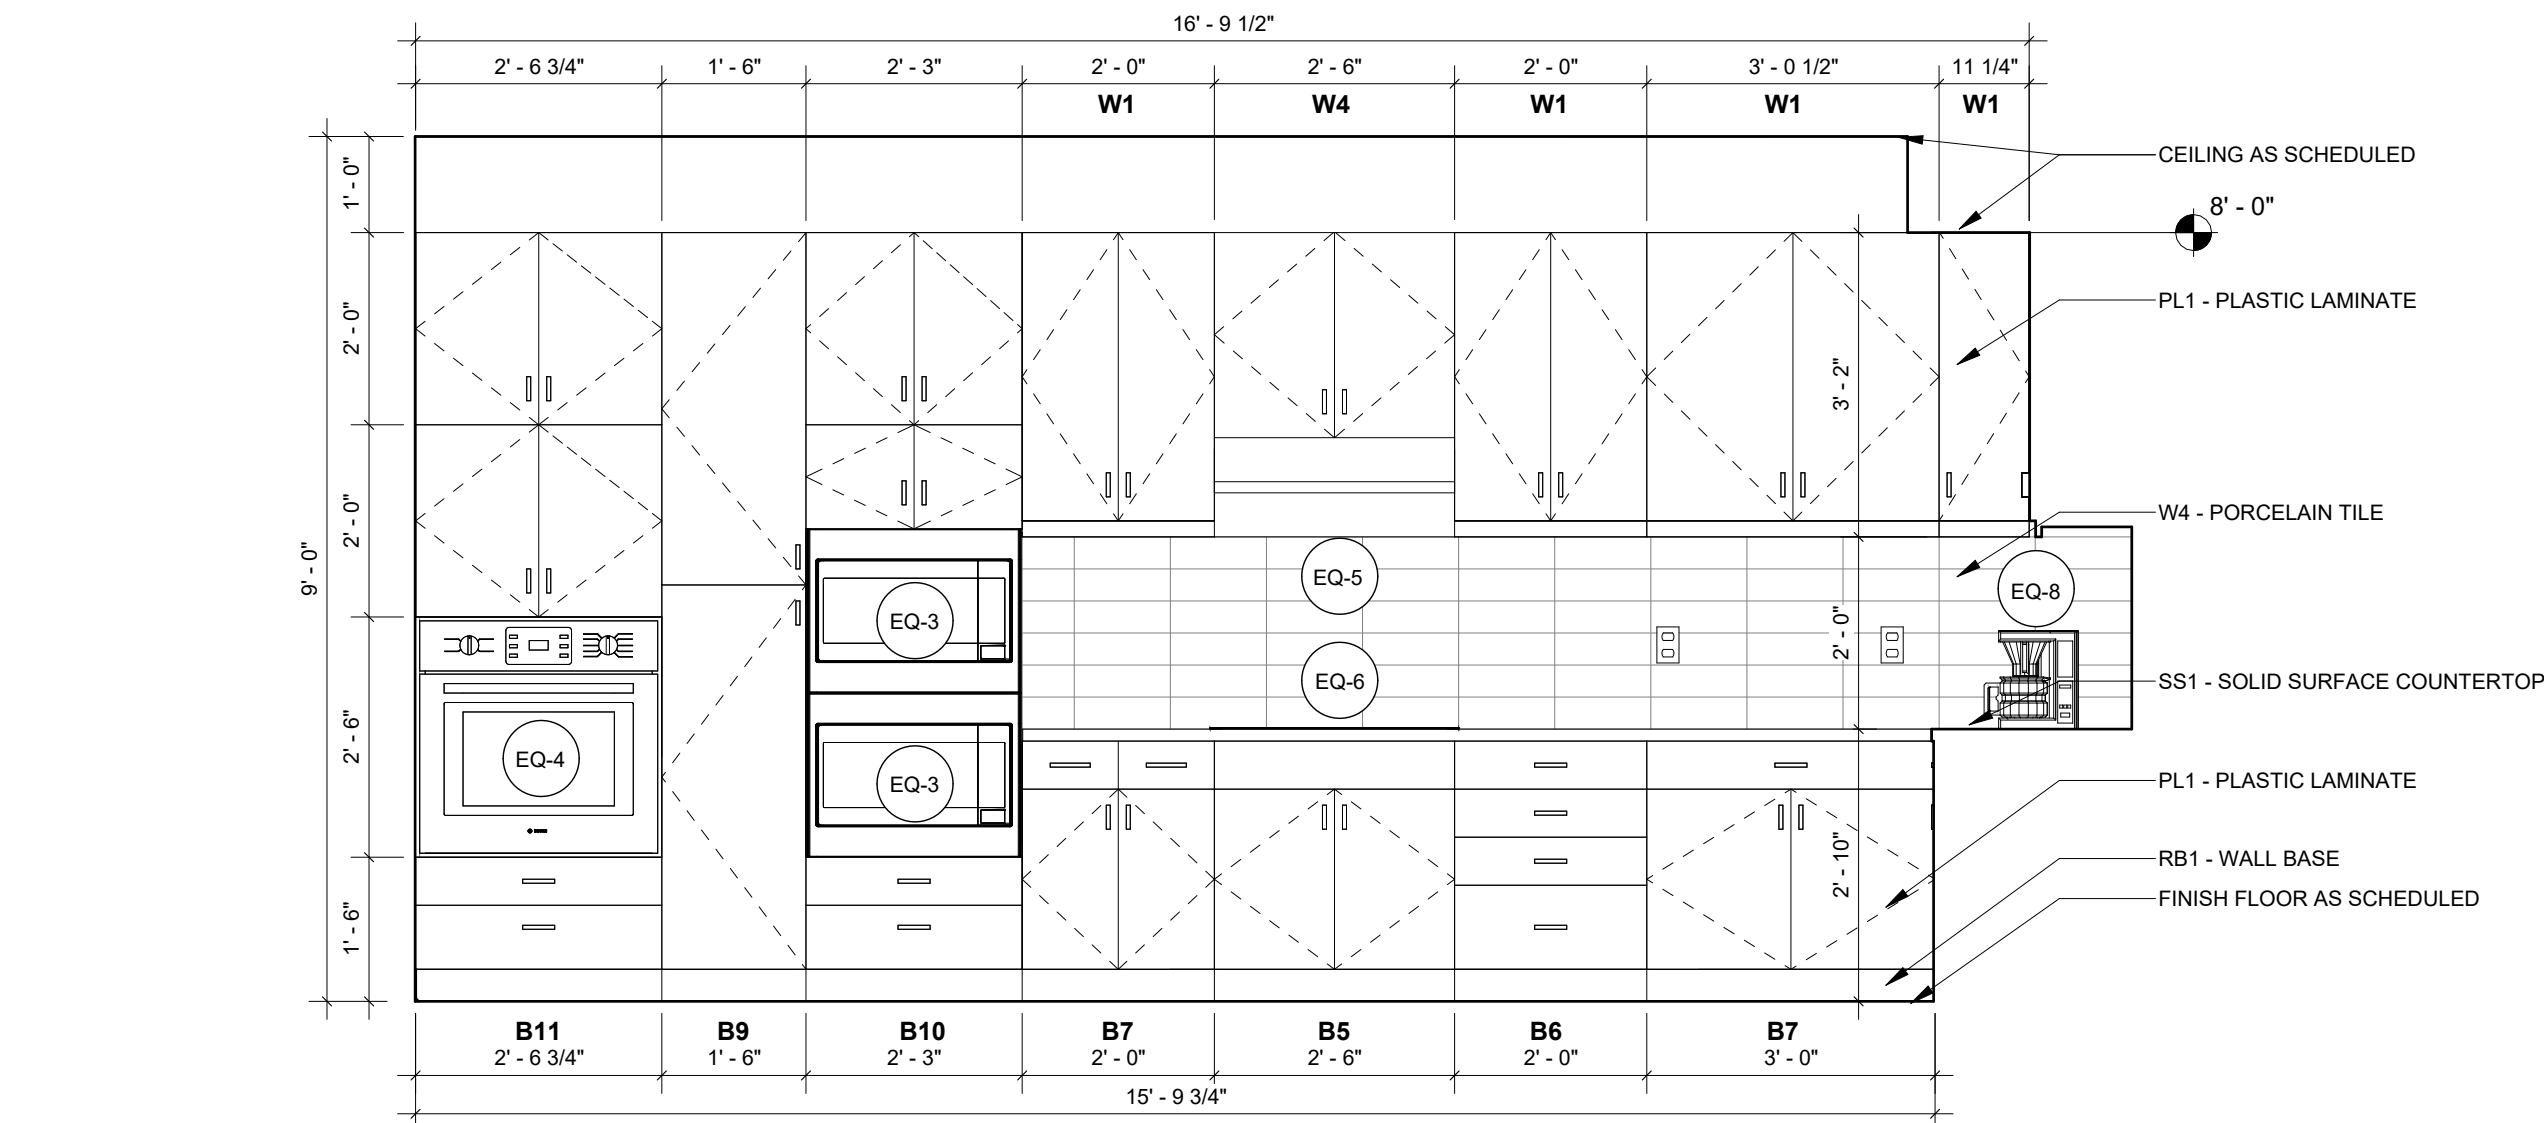 16' - 9 1/2"
2' - 6 3/4" 1' - 6" 2' - 3" 2' - 0" 2' - 6" 2' - 0" 3' - 0 1/2" 11 1/4"
W1 W4 W1 W1 W1
CEILING AS SCHEDULED
1' - 0"
8' - 0"
PL1 - PLASTIC LAMINATE
2' - 0"
3' - 2"
W4 - PORCELAIN TILE
2' - 0"
9' - 0"
EQ-5
EQ-8
EQ-3
2' - 0"
EQ-6
SS1 - SOLID SURFACE COUNTERTOP
2' - 6"
EQ-4
EQ-3
PL1 - PLASTIC LAMINATE
2' - 10"
RB1 - WALL BASE
FINISH FLOOR AS SCHEDULED
1' - 6"
B11 B9 B10 B7 B5 B6 B7
2' - 6 3/4" 1' - 6" 2' - 3" 2' - 0" 2' - 6" 2' - 0" 3' - 0"
15' - 9 3/4"